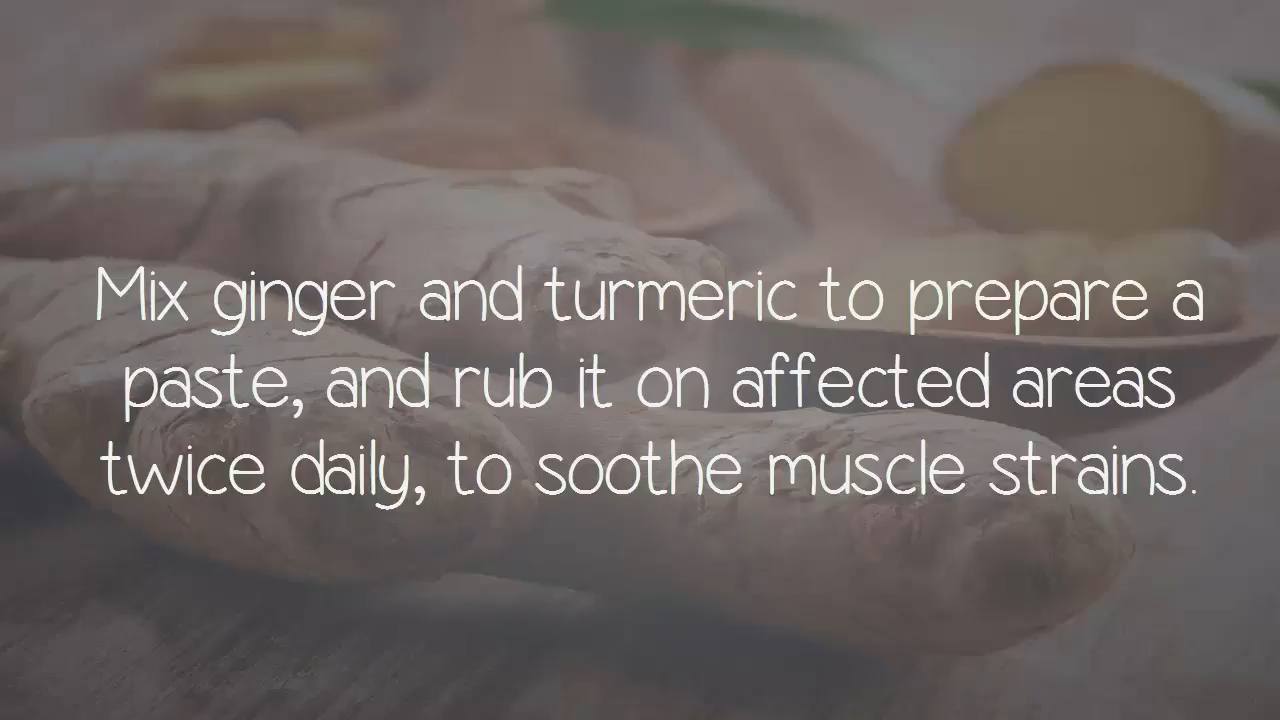 Mix ginger and turmeric to prepare a
paste, and rub it on affected areas
twice daily, to soothe muscle strains.